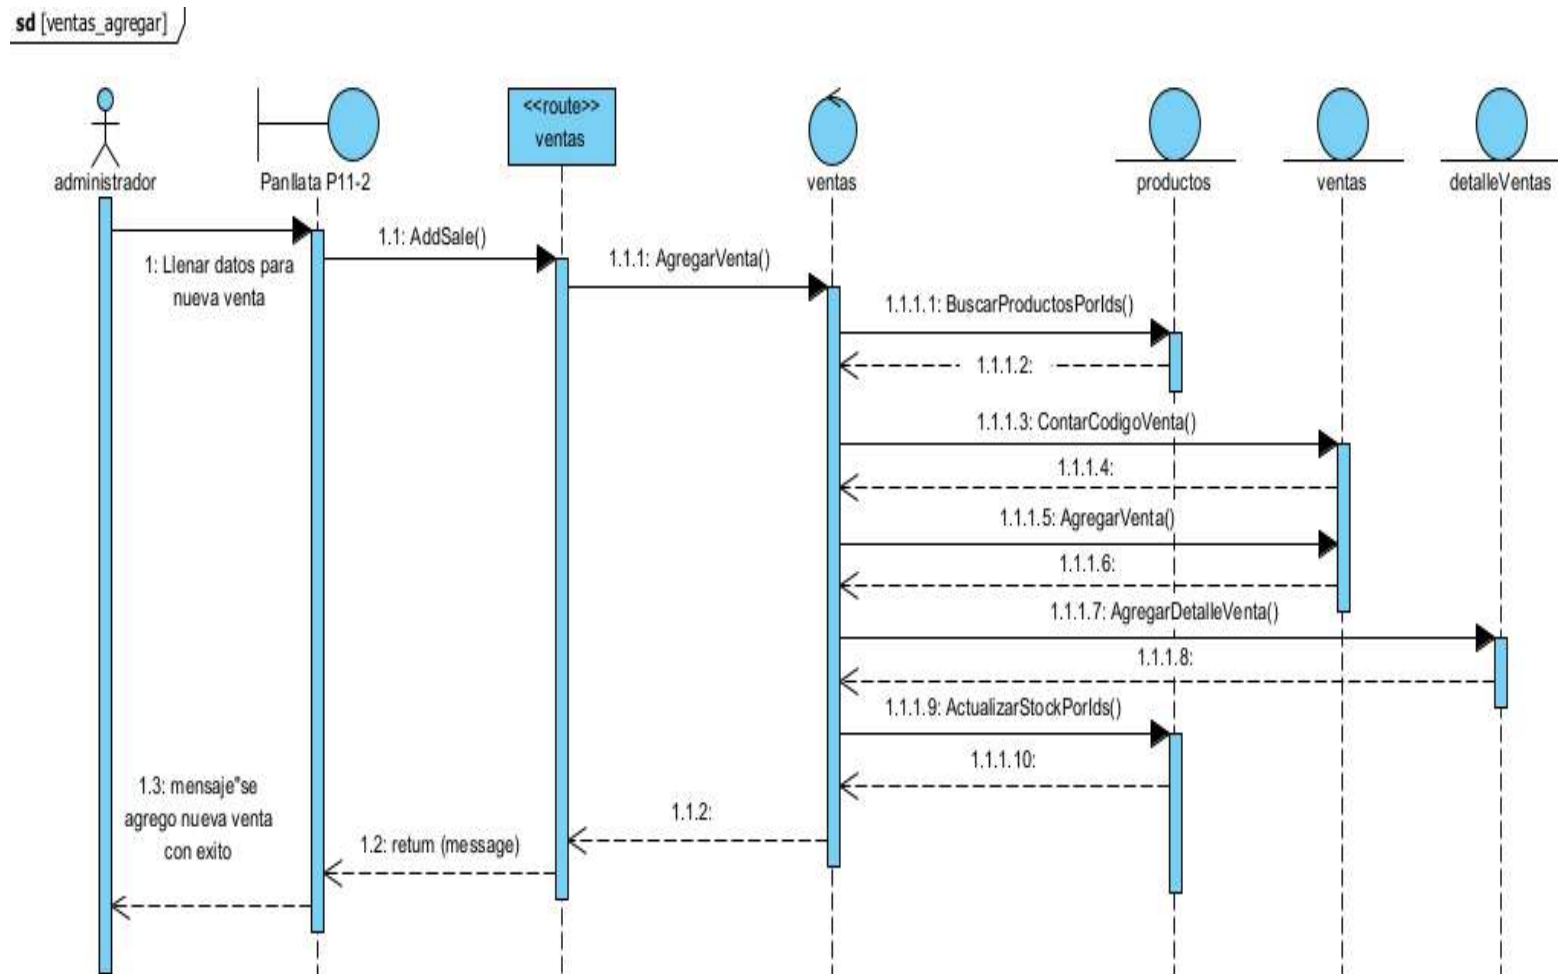 sd [ventas_agregar]
<<route>>
ventas
administrador
Panllata P11-2
ventas
productos
ventas
detalleVentas
1: Llenar datos para
nueva venta
1.1: AddSale()
1.1.1: AgregarVenta()
1.1.1.1: BuscarProductosPorIds()
1.1.1.2:
1.1.1.3: ContarCodigoVenta()
1.1.1.4:
1.1.1.5: AgregarVenta()
1.1.1.6:
1.1.1.7: AgregarDetalleVenta()
1.1.1.8:
1.1.1.9: ActualizarStockPorIds()
1.1.1.10:
1.1.2:
1.2: return (message)
1.3: mensaje"se
agrego nueva venta
con exito